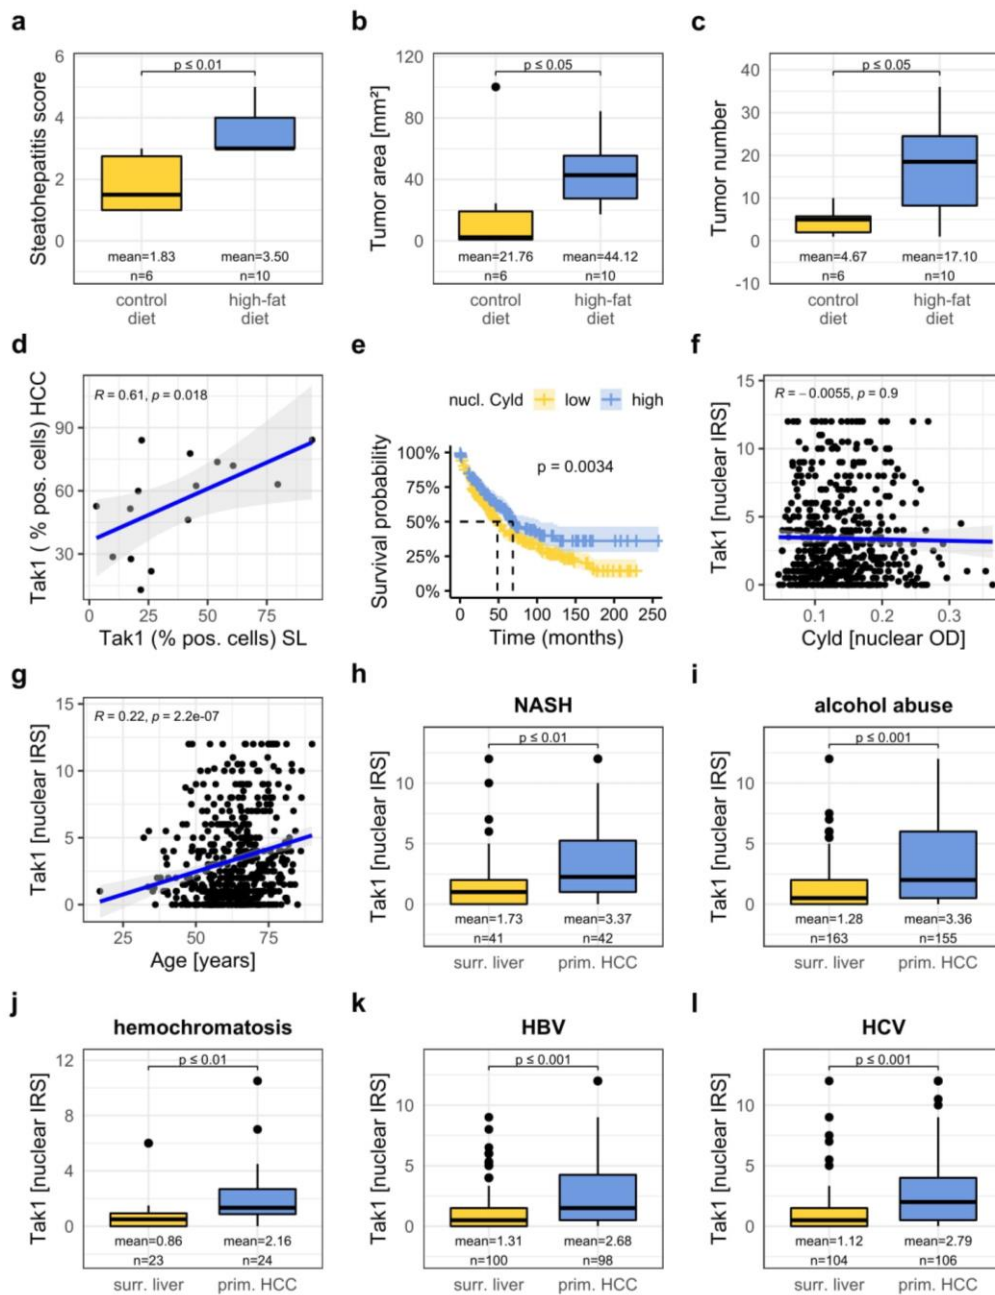 a
b
c
Steatohepatitis score
6
4
2
0
p ≤ 0.01
mean=1.83
mean=3.50
n=6
n=10
control diet
high-fat diet
Tumor area [mm²]
120
80
40
0
p ≤ 0.05
mean=21.76
mean=44.12
n=6
n=10
control diet
high-fat diet
Tumor number
40
30
20
10
0
-10
p ≤ 0.05
mean=4.67
mean=17.10
n=6
n=10
control diet
high-fat diet
d
e
f
Tak1 ( % pos. cells) HCC
90
60
30
R = 0.61, p = 0.018
0
25
50
75
Tak1 (% pos. cells) SL
nucl. Cyld low high
Survival probability
100%
75%
50%
25%
0%
p = 0.0034
0 50 100 150 200 250
Time (months)
Tak1 [nuclear IRS]
15
10
5
0
R = − 0.0055, p = 0.9
0.1
0.2
0.3
Cyld [nuclear OD]
g
h
i
Tak1 [nuclear IRS]
15
10
5
0
R = 0.22, p = 2.2e-07
25
50
75
Age [years]
NASH
Tak1 [nuclear IRS]
10
5
0
p ≤ 0.01
mean=1.73
mean=3.37
n=41
n=42
surr. liver
prim. HCC
alcohol abuse
Tak1 [nuclear IRS]
10
5
0
p ≤ 0.001
mean=1.28
mean=3.36
n=163
n=155
surr. liver
prim. HCC
j
k
l
hemochromatosis
Tak1 [nuclear IRS]
12
8
4
0
p ≤ 0.01
mean=0.86
mean=2.16
n=23
n=24
surr. liver
prim. HCC
HBV
Tak1 [nuclear IRS]
10
5
0
p ≤ 0.001
mean=1.31
mean=2.68
n=100
n=98
surr. liver
prim. HCC
HCV
Tak1 [nuclear IRS]
10
5
0
p ≤ 0.001
mean=1.12
mean=2.79
n=104
n=106
surr. liver
prim. HCC